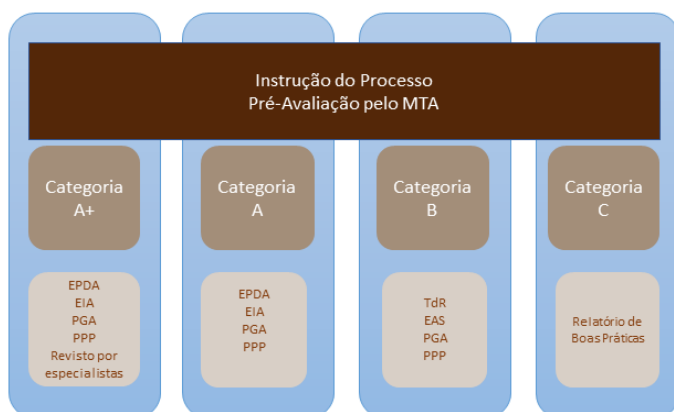 Instrução do Processo
Pré-Avaliação pelo MTA
Categoria
A+
Categoria
A
Categoria
B
Categoria
C
EPDA
EIA
PGA
PPP
Revisto por
especialistas
EPDA
EIA
PGA
PPP
TdR
EAS
PGA
PPP
Relatório de
Boas Práticas